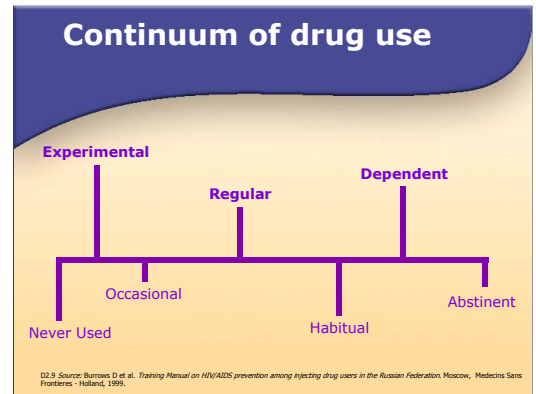 Continuum of drug use
Experimental
Dependent
Regular
Occasional
Abstinent
Never Used
Habitual
D2.9 Source: Burrows D et al. Training Manual on HIV/AIDS prevention among injecting drug users in the Russian Federation. Moscow, Medecins Sans
Frontieres - Holland, 1999.